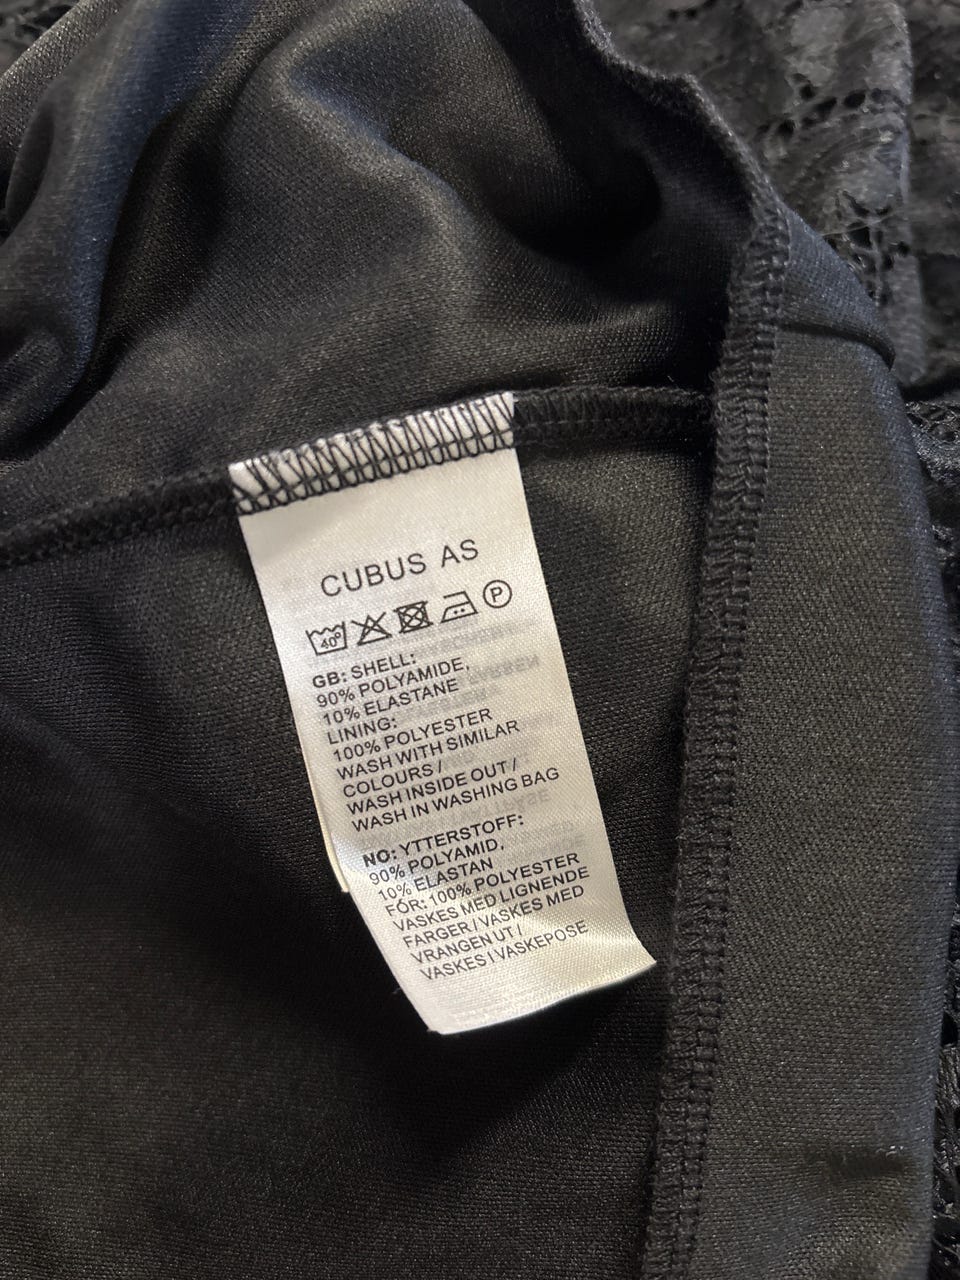 CUBUS AS
40°
P
GB: SHELL:
90% POLYAMIDE,
10% ELASTANE
LINING:
100% POLYESTER
WASH WITH SIMILAR
COLOURS /
WASH INSIDE OUT /
WASH IN WASHING BAG
NO: YTTERSTOFF:
90% POLYAMID,
10% ELASTAN
FÓR: 100% POLYESTER
VASKES MED LIGNENDE
FARGER / VASKES MED
VRANGEN UT /
VASKES I VASKEPOSE